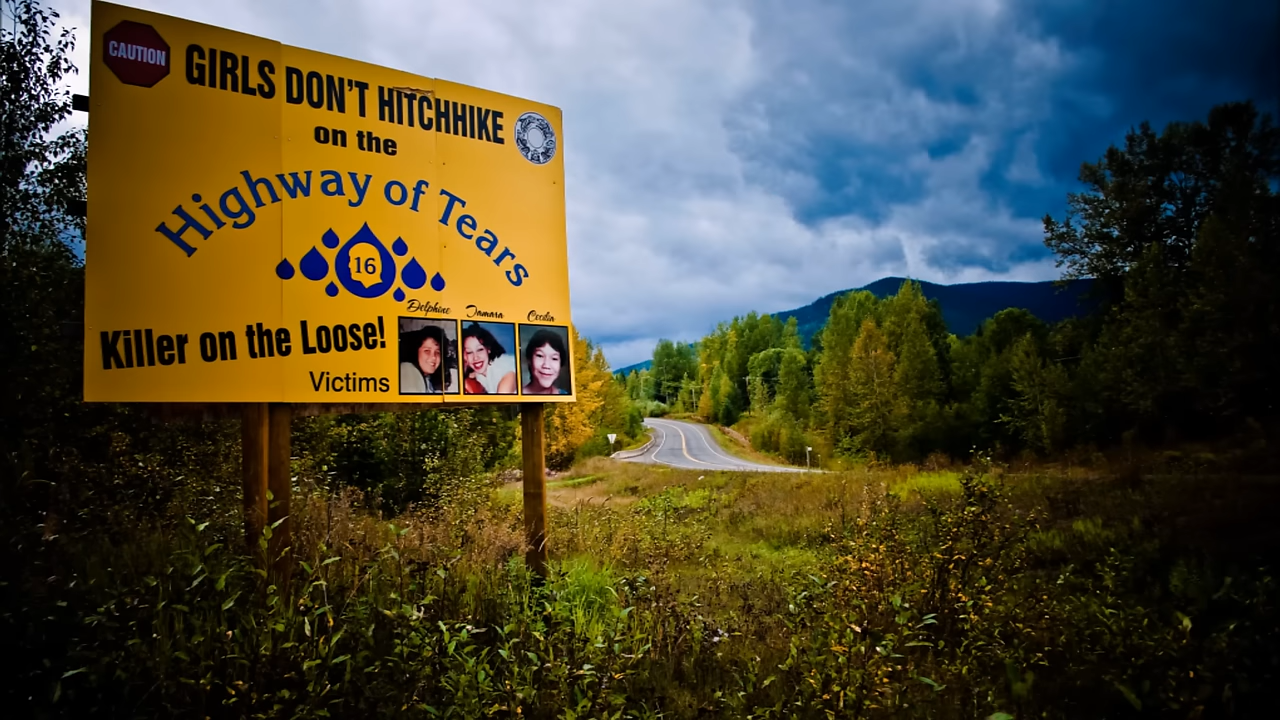 CAUTION
GIRLS DON'T HITCHHIKE
on the
Highway of Tears
16
Killer on the Loose!
Delphine Tamara Cecilia
Victims